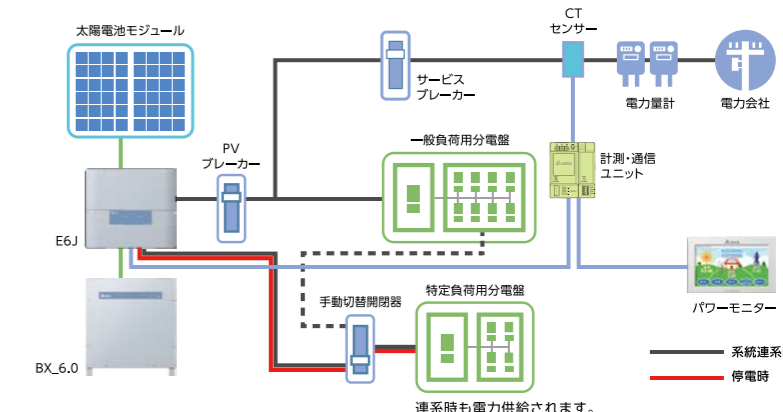 太陽電池モジュール
CT
センサー
サービス
ブレーカー
電力量計
電力会社
PV
ブレーカー
一般負荷用分電盤
計測・通信
ユニット
E6J
手動切替開閉器
特定負荷用分電盤
パワーモニター
BX_6.0
系統連系
停電時
連系時も電力供給されます。